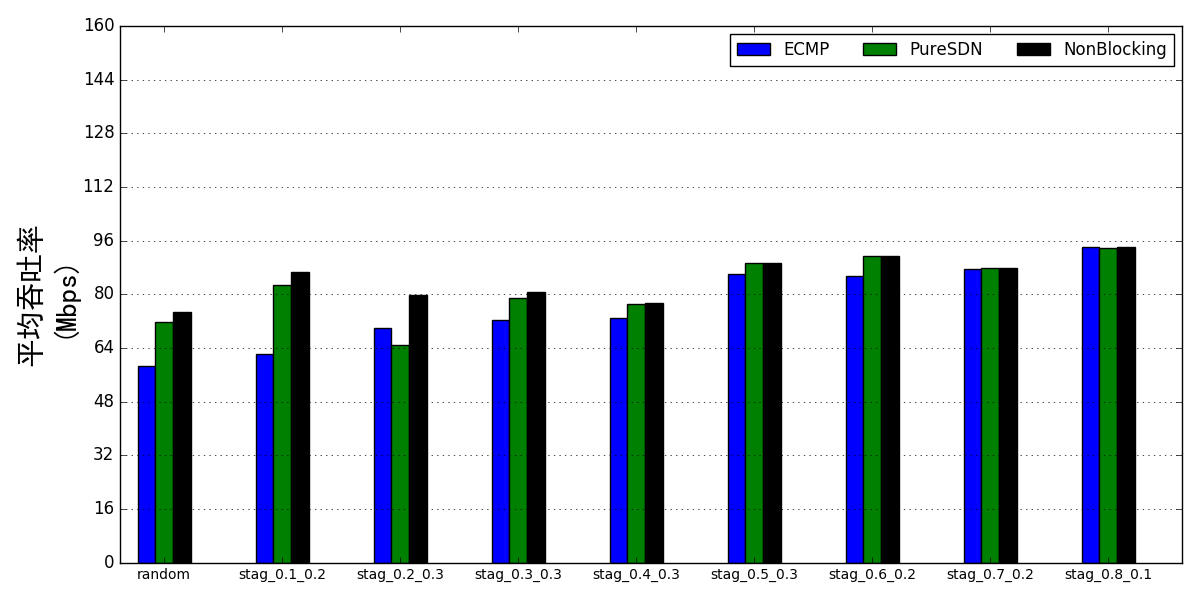 160
144
128
112
96
80
64
48
32
16
0
平均吞吐率
(Mbps)
ECMP PureSDN NonBlocking
random stag_0.1_0.2 stag_0.2_0.3 stag_0.3_0.3 stag_0.4_0.3 stag_0.5_0.3 stag_0.6_0.2 stag_0.7_0.2 stag_0.8_0.1